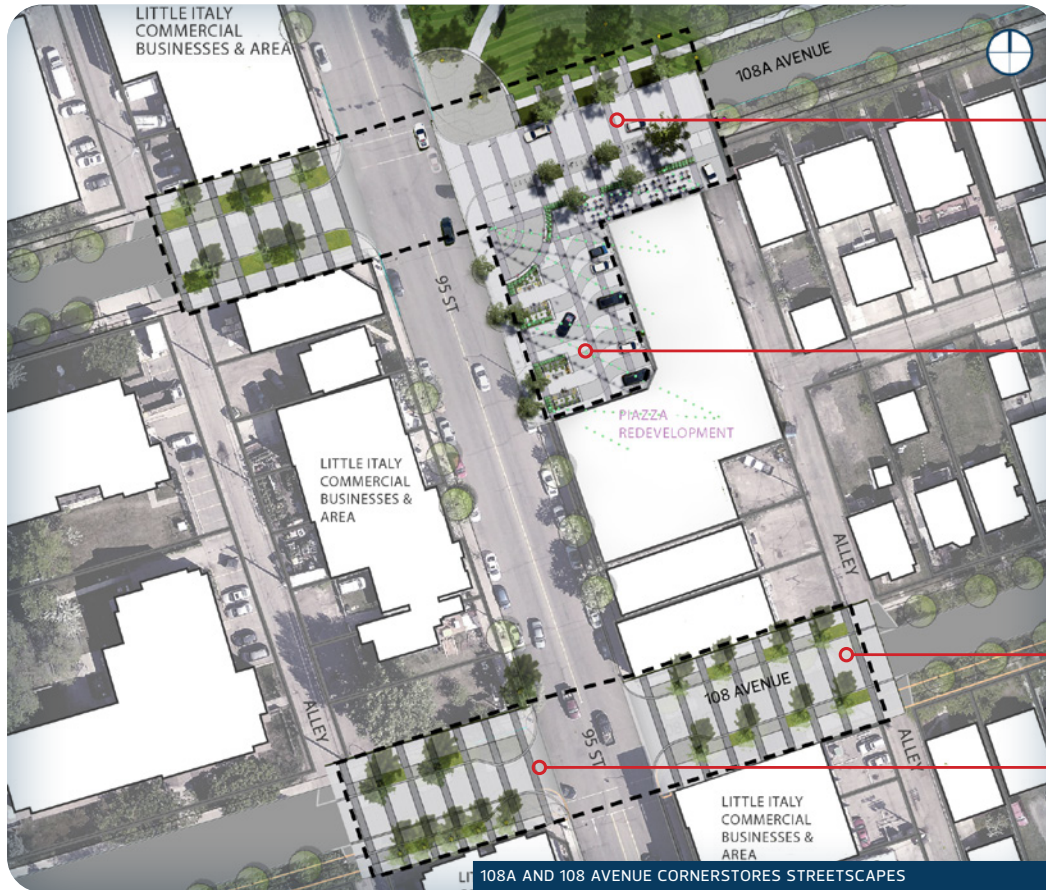 LITTLE ITALY
COMMERCIAL
BUSINESSES & AREA
108A AVENUE
95 ST
PIAZZA
REDEVELOPMENT
LITTLE ITALY
COMMERCIAL
BUSINESSES &
AREA
ALLEY
108 AVENUE
ALLEY
95 ST
ALLEY
LITTLE ITALY
COMMERCIAL
BUSINESSES &
AREA
108A AND 108 AVENUE CORNERSTORES STREETSCAPES